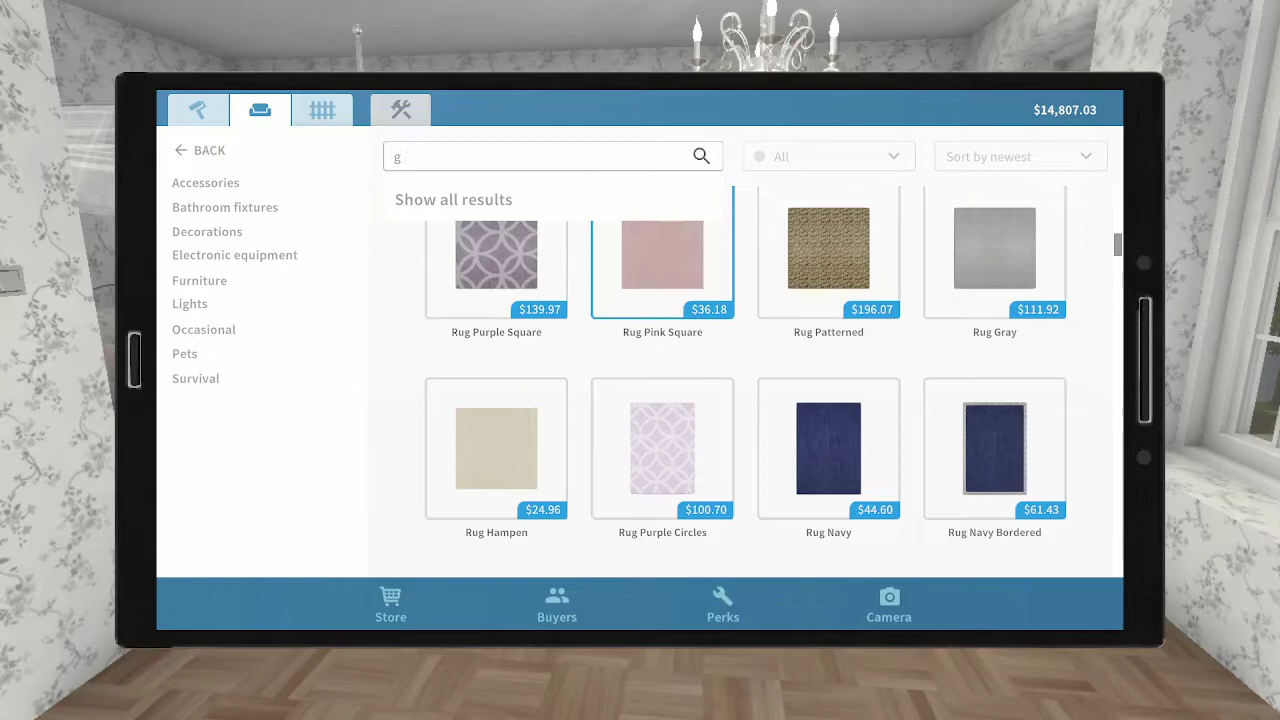 $14,807.03
BACK
g
All
Sort by newest
Show all results
Accessories
Bathroom fixtures
Decorations
Electronic equipment
Furniture
Lights
Occasional
Pets
Survival
$139.97
$36.18
$196.07
$111.92
Rug Purple Square
Rug Pink Square
Rug Patterned
Rug Gray
$24.96
$100.70
$44.60
$61.43
Rug Hampen
Rug Purple Circles
Rug Navy
Rug Navy Bordered
Store
Buyers
Perks
Camera